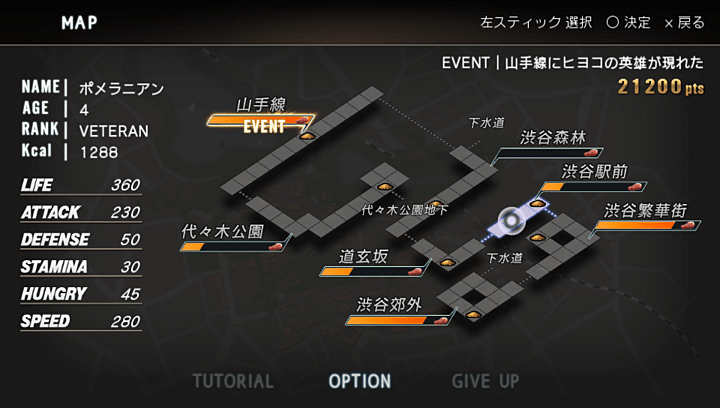 MAP
左スティック 選択 ○ 決定 × 戻る
EVENT | 山手線にヒヨコの英雄が現れた
21200pts
NAME | ポメラニアン
AGE | 4
RANK | VETERAN
Kcal | 1288
LIFE 360
ATTACK 230
DEFENSE 50
STAMINA 30
HUNGRY 45
SPEED 280
山手線
EVENT
下水道
渋谷森林
渋谷駅前
代々木公園地下
渋谷繁華街
代々木公園
道玄坂
下水道
渋谷郊外
TUTORIAL
OPTION
GIVE UP